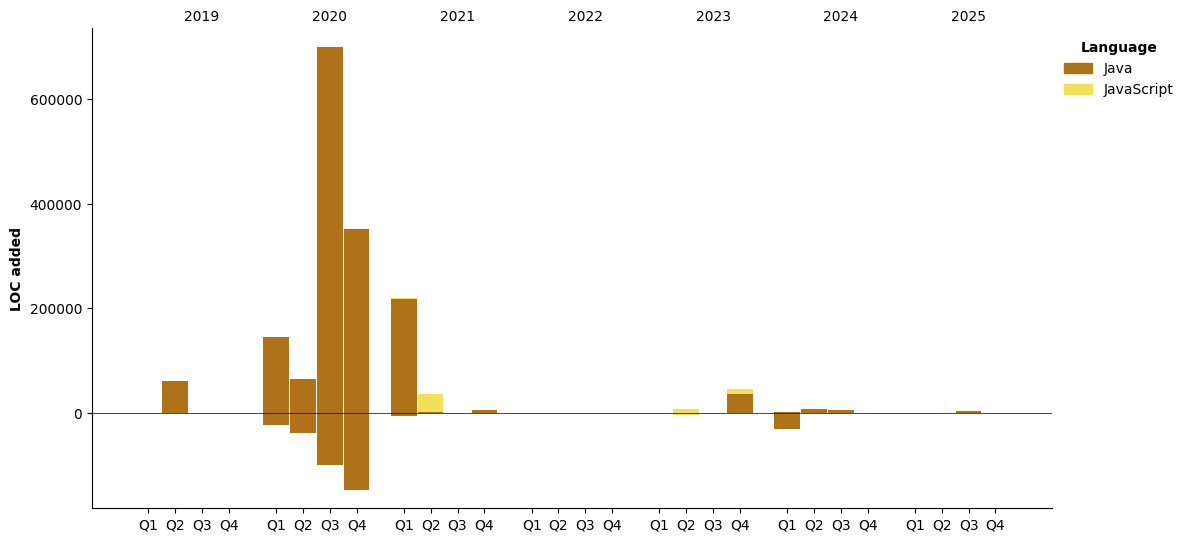 2019 2020 2021 2022 2023 2024 2025
Language
Java
JavaScript
600000
400000
200000
0
LOC added
Q1 Q2 Q3 Q4 Q1 Q2 Q3 Q4 Q1 Q2 Q3 Q4 Q1 Q2 Q3 Q4 Q1 Q2 Q3 Q4 Q1 Q2 Q3 Q4 Q1 Q2 Q3 Q4